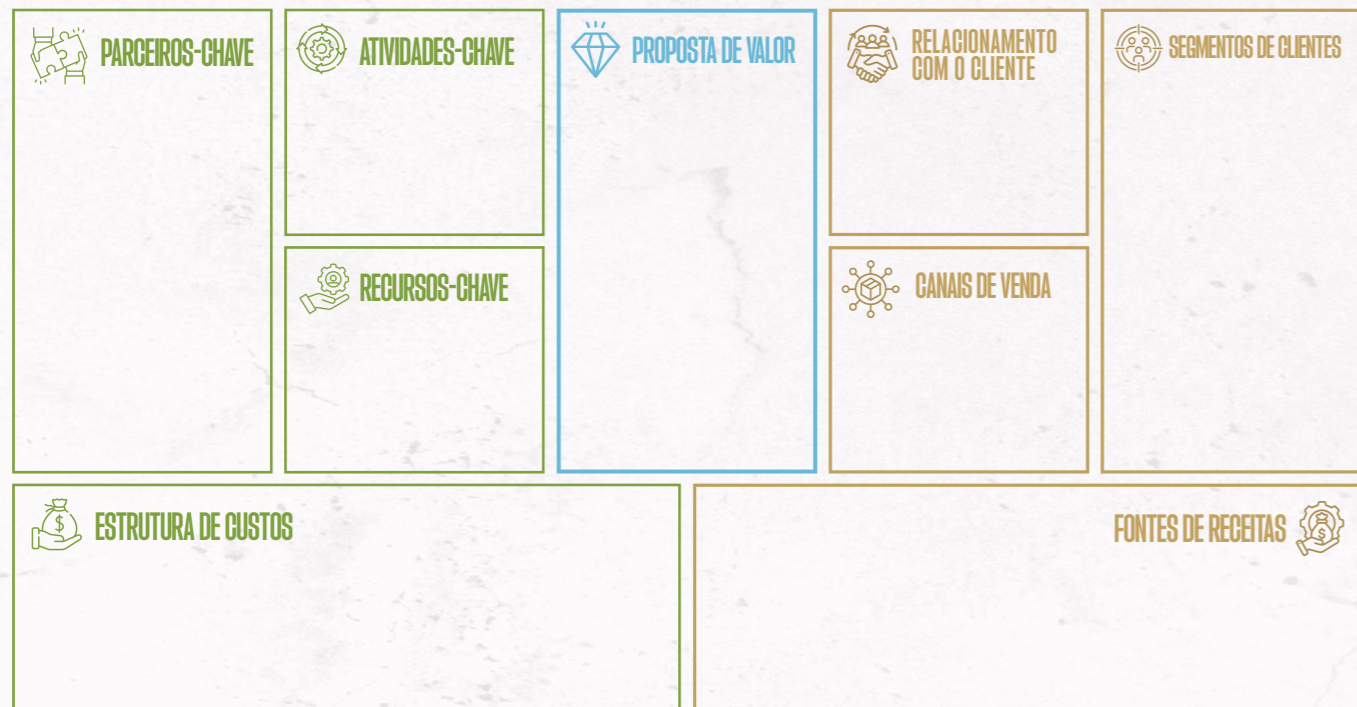 PARCEIROS-CHAVE
ATIVIDADES-CHAVE
PROPOSTA DE VALOR
RELACIONAMENTO
COM O CLIENTE
SEGMENTOS DE CLIENTES
RECURSOS-CHAVE
CANAIS DE VENDA
ESTRUTURA DE CUSTOS
FONTES DE RECEITAS